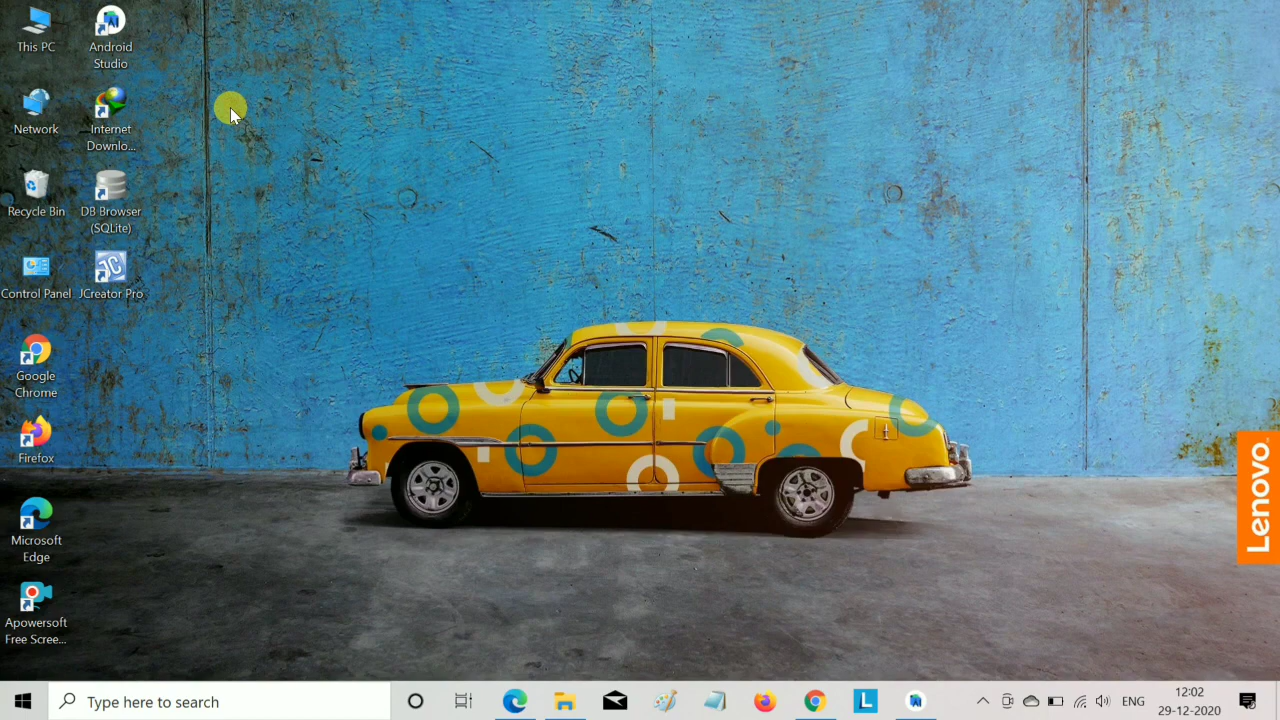 This PC
Android
Studio
Network
Internet
Downlo...
Recycle Bin
DB Browser
(SQLite)
Control Panel
JCreator Pro
Google
Chrome
Firefox
Microsoft
Edge
Apowersoft
Free Scree...
Lenovo
Type here to search
L
ENG
12:02
29-12-2020